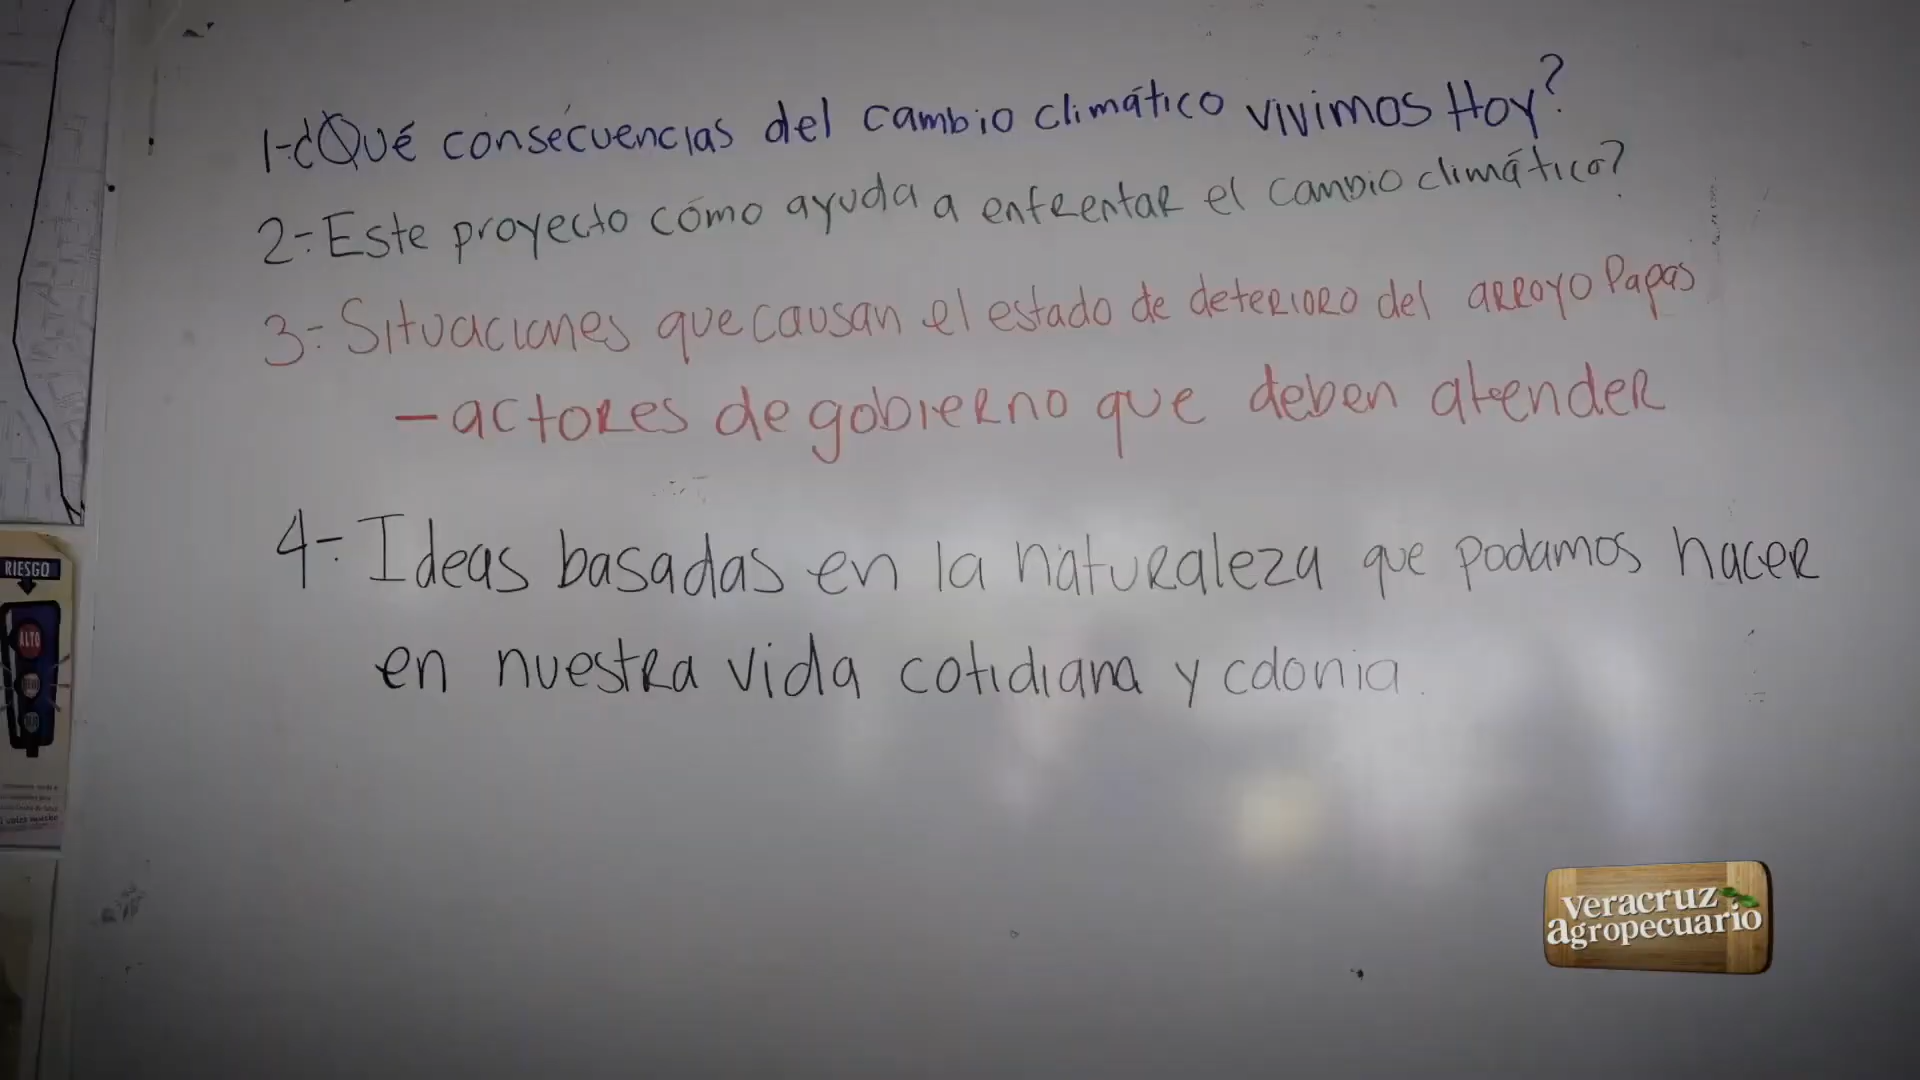 1-¿Qué consecuencias del cambio climático vivimos Hoy?
2-Este proyecto cómo ayuda a enfrentar el cambio climático?
3-Situaciones que causan el estado de deterioro del arroyo Papas
-actores de gobierno que deben atender
4-Ideas basadas en la naturaleza que podamos hacer
en nuestra vida cotidiana y colonia.
RIESGO
ALTO
Veracruz
agropecuario